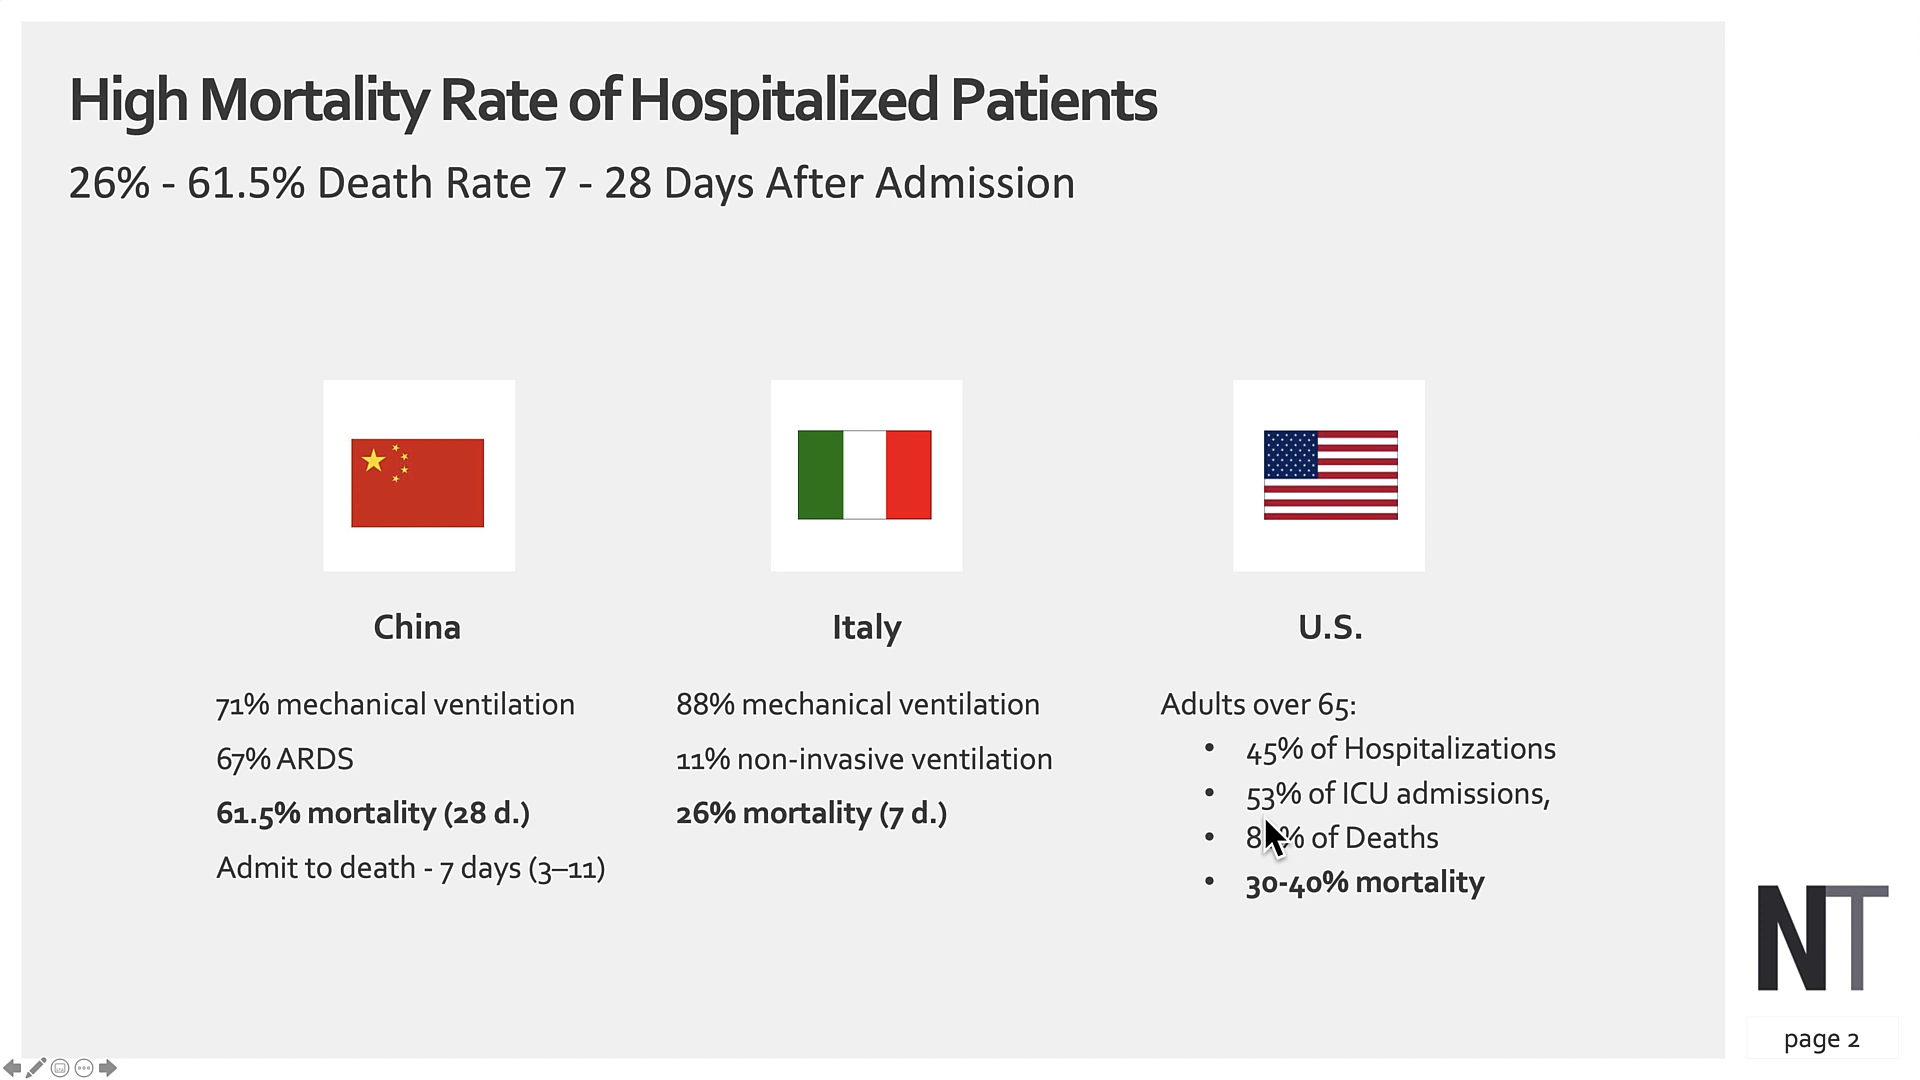 High Mortality Rate of Hospitalized Patients
26% - 61.5% Death Rate 7 - 28 Days After Admission
China
71% mechanical ventilation
67% ARDS
61.5% mortality (28 d.)
Admit to death - 7 days (3–11)
Italy
88% mechanical ventilation
11% non-invasive ventilation
26% mortality (7 d.)
U.S.
Adults over 65:
• 45% of Hospitalizations
• 53% of ICU admissions,
• of Deaths
• 30-40% mortality
NT
page 2